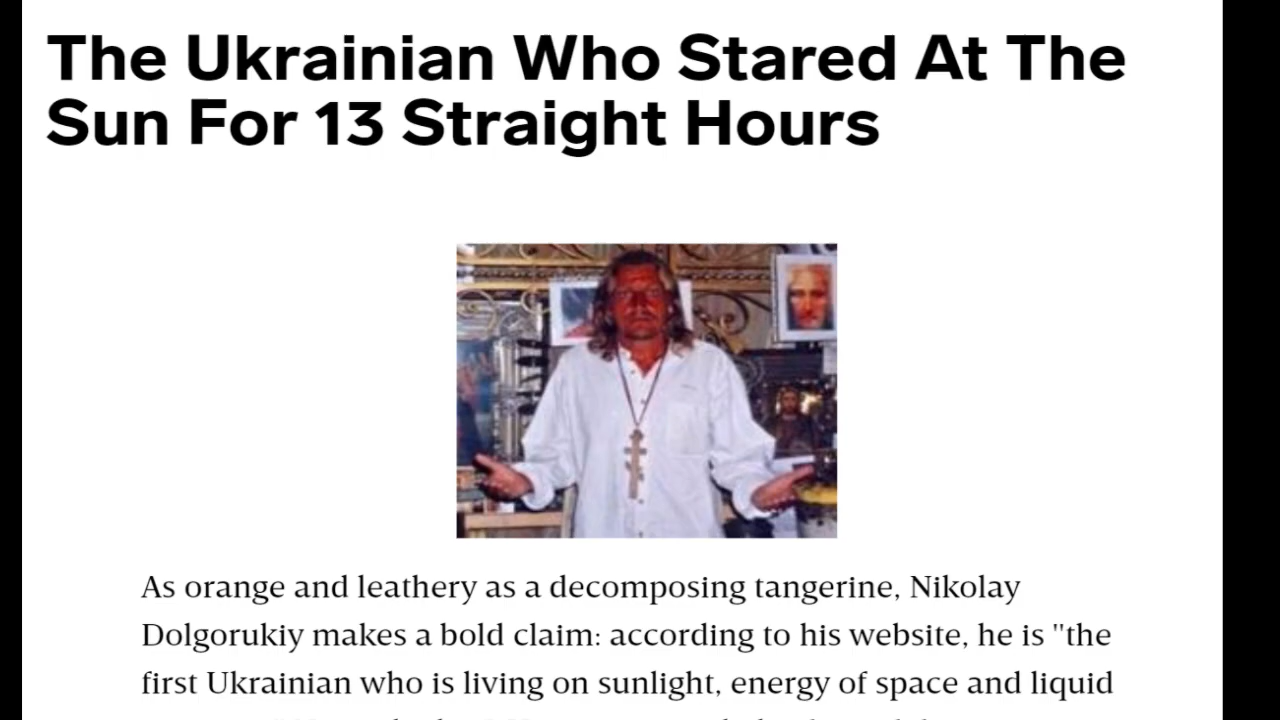 The Ukrainian Who Stared At The
Sun For 13 Straight Hours
As orange and leathery as a decomposing tangerine, Nikolay
Dolgorukiy makes a bold claim: according to his website, he is "the
first Ukrainian who is living on sunlight, energy of space and liquid